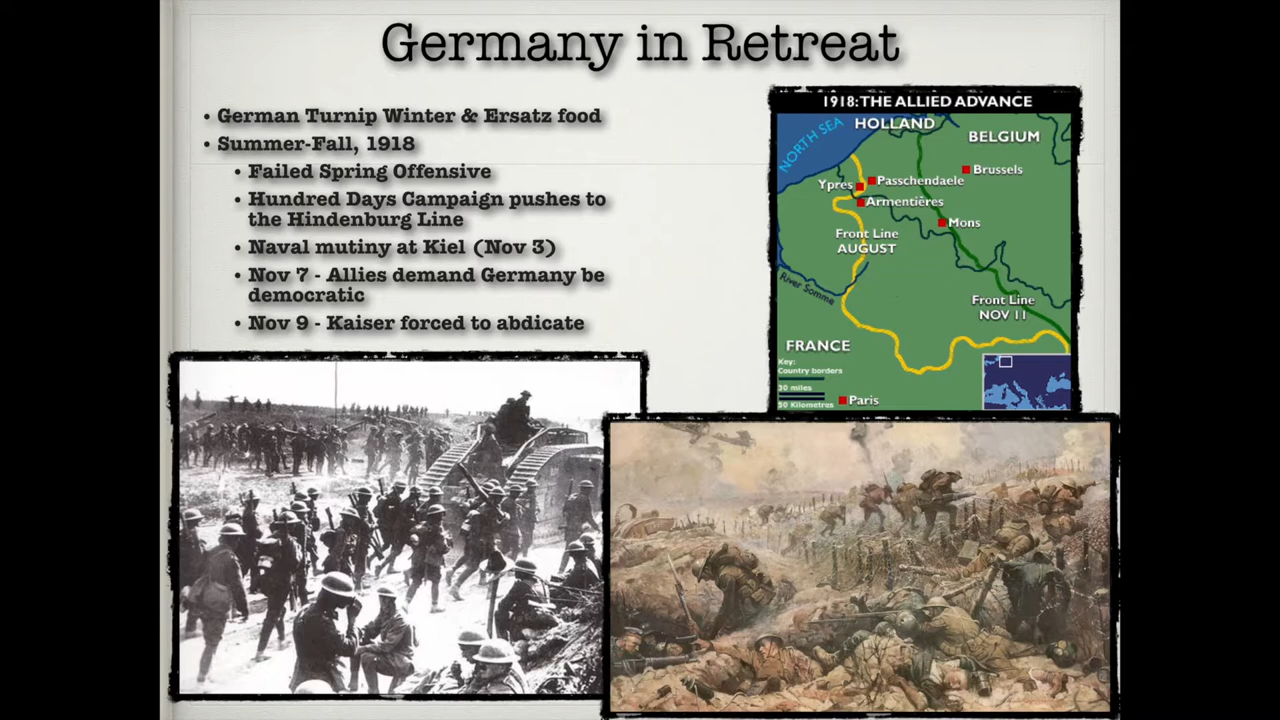 Germany in Retreat
• German Turnip Winter & Ersatz food
• Summer-Fall, 1918
• Failed Spring Offensive
• Hundred Days Campaign pushes to
the Hindenburg Line
• Naval mutiny at Kiel (Nov 3)
• Nov 7 - Allies demand Germany be
democratic
• Nov 9 - Kaiser forced to abdicate
1918: THE ALLIED ADVANCE
NORTH SEA
HOLLAND
BELGIUM
Brussels
Ypres
Passchendaele
Armentières
Mons
Front Line
AUGUST
River Somme
Front Line
NOV 11
FRANCE
Key:
Country borders
30 miles
50 Kilometres
Paris